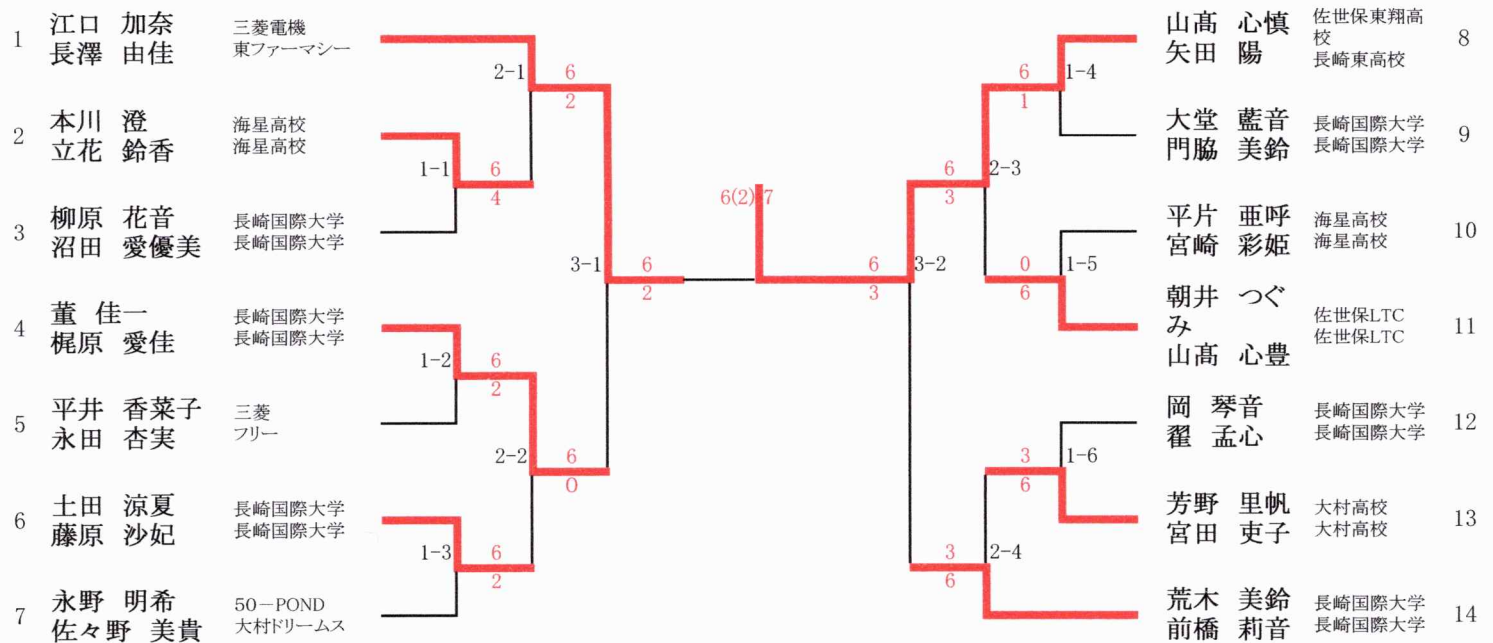 1
江口 加奈
長澤 由佳
三菱電機
東ファーマシー
2-1
6
2
2
本川 澄
立花 鈴香
海星高校
海星高校
1-1
6
4
3
柳原 花音
沼田 愛優美
長崎国際大学
長崎国際大学
3-1
6
2
4
董 佳一
梶原 愛佳
長崎国際大学
長崎国際大学
1-2
6
2
5
平井 香菜子
永田 杏実
三菱
フリー
2-2
6
0
6
土田 涼夏
藤原 沙妃
長崎国際大学
長崎国際大学
1-3
6
2
7
永野 明希
佐々野 美貴
50－POND
大村ドリームス
6(2) 7
山髙 心慎
矢田 陽
佐世保東翔高
校
長崎東高校
8
6
1
1-4
大堂 藍音
門脇 美鈴
長崎国際大学
長崎国際大学
9
6
3
2-3
平片 亜呼
宮崎 彩姫
海星高校
海星高校
10
6
3
3-2
0
6
1-5
朝井 つぐ
み
山髙 心豊
佐世保LTC
佐世保LTC
11
岡 琴音
翟 孟心
長崎国際大学
長崎国際大学
12
3
6
1-6
芳野 里帆
宮田 吏子
大村高校
大村高校
13
3
6
2-4
荒木 美鈴
前橋 莉音
長崎国際大学
長崎国際大学
14